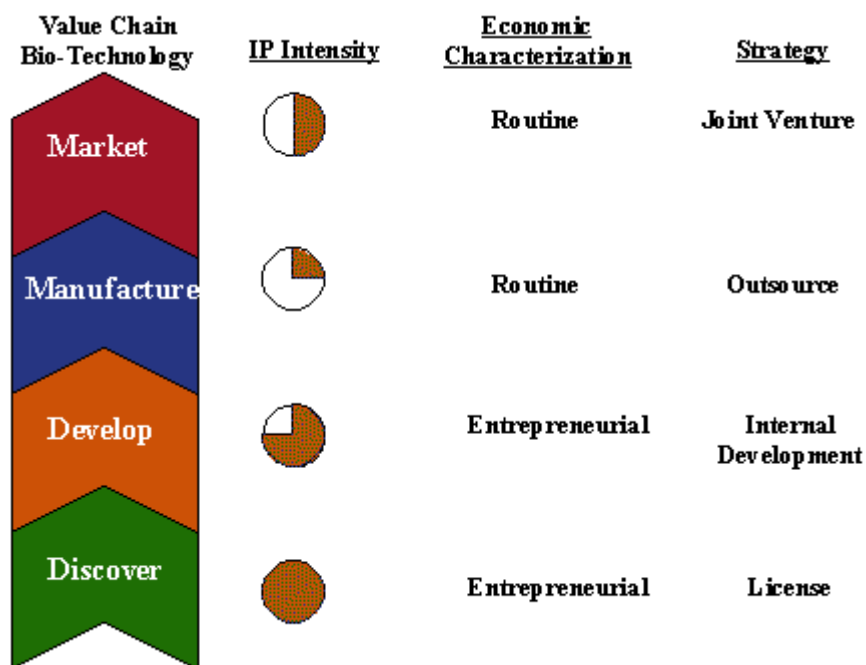 Value Chain
Bio-Technology
IP Intensity
Economic
Characterization
Strategy
Market
Routine
Joint Venture
Manufacture
Routine
Outsource
Develop
Entrepreneurial
Internal
Development
Discover
Entrepreneurial
License